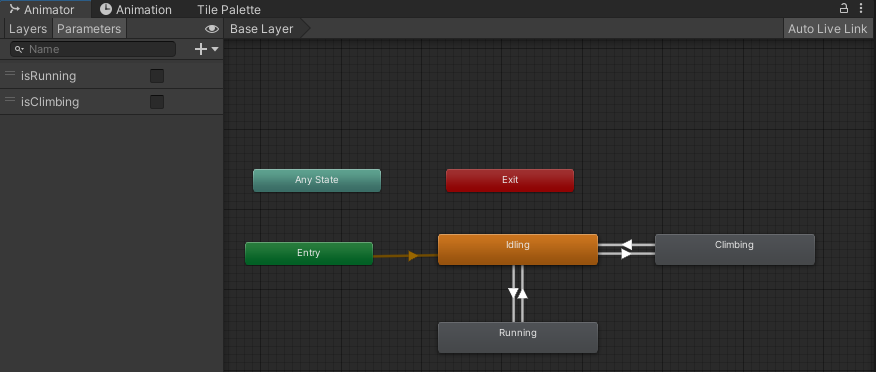 Animator Animation Tile Palette
Layers Parameters Base Layer Auto Live Link
Name
isRunning
isClimbing
Any State Exit
Entry Idling Climbing
Running